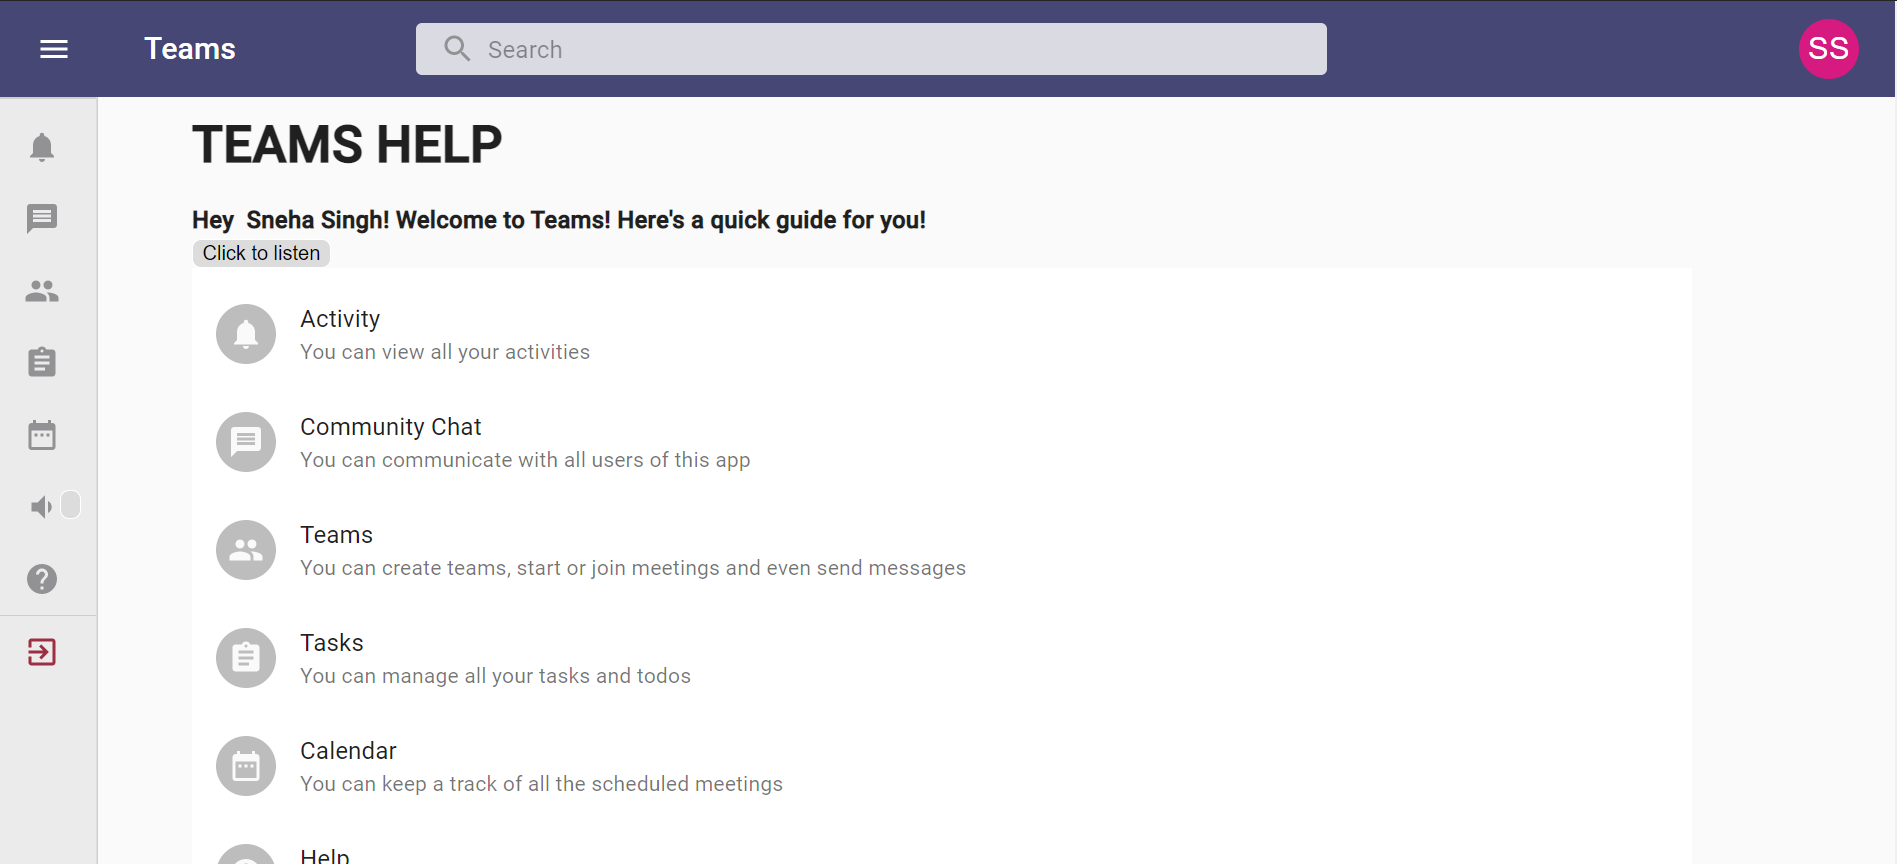 Teams
Search
SS
TEAMS HELP
Hey  Sneha Singh! Welcome to Teams! Here's a quick guide for you!
Click to listen
Activity
You can view all your activities
Community Chat
You can communicate with all users of this app
Teams
You can create teams, start or join meetings and even send messages
Tasks
You can manage all your tasks and todos
Calendar
You can keep a track of all the scheduled meetings
Help